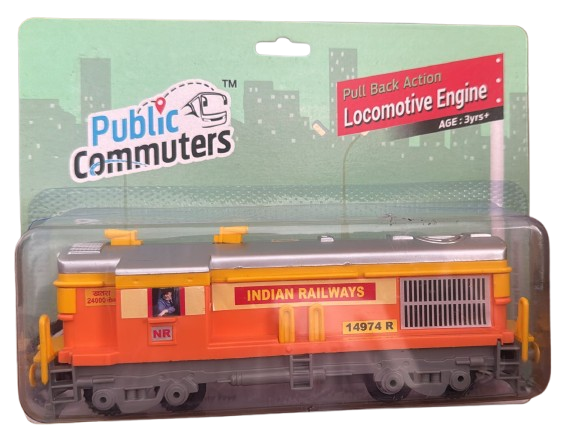 Public
Commuters
TM
Pull Back Action
Locomotive Engine
AGE : 3yrs+
INDIAN RAILWAYS
NR
14974 R